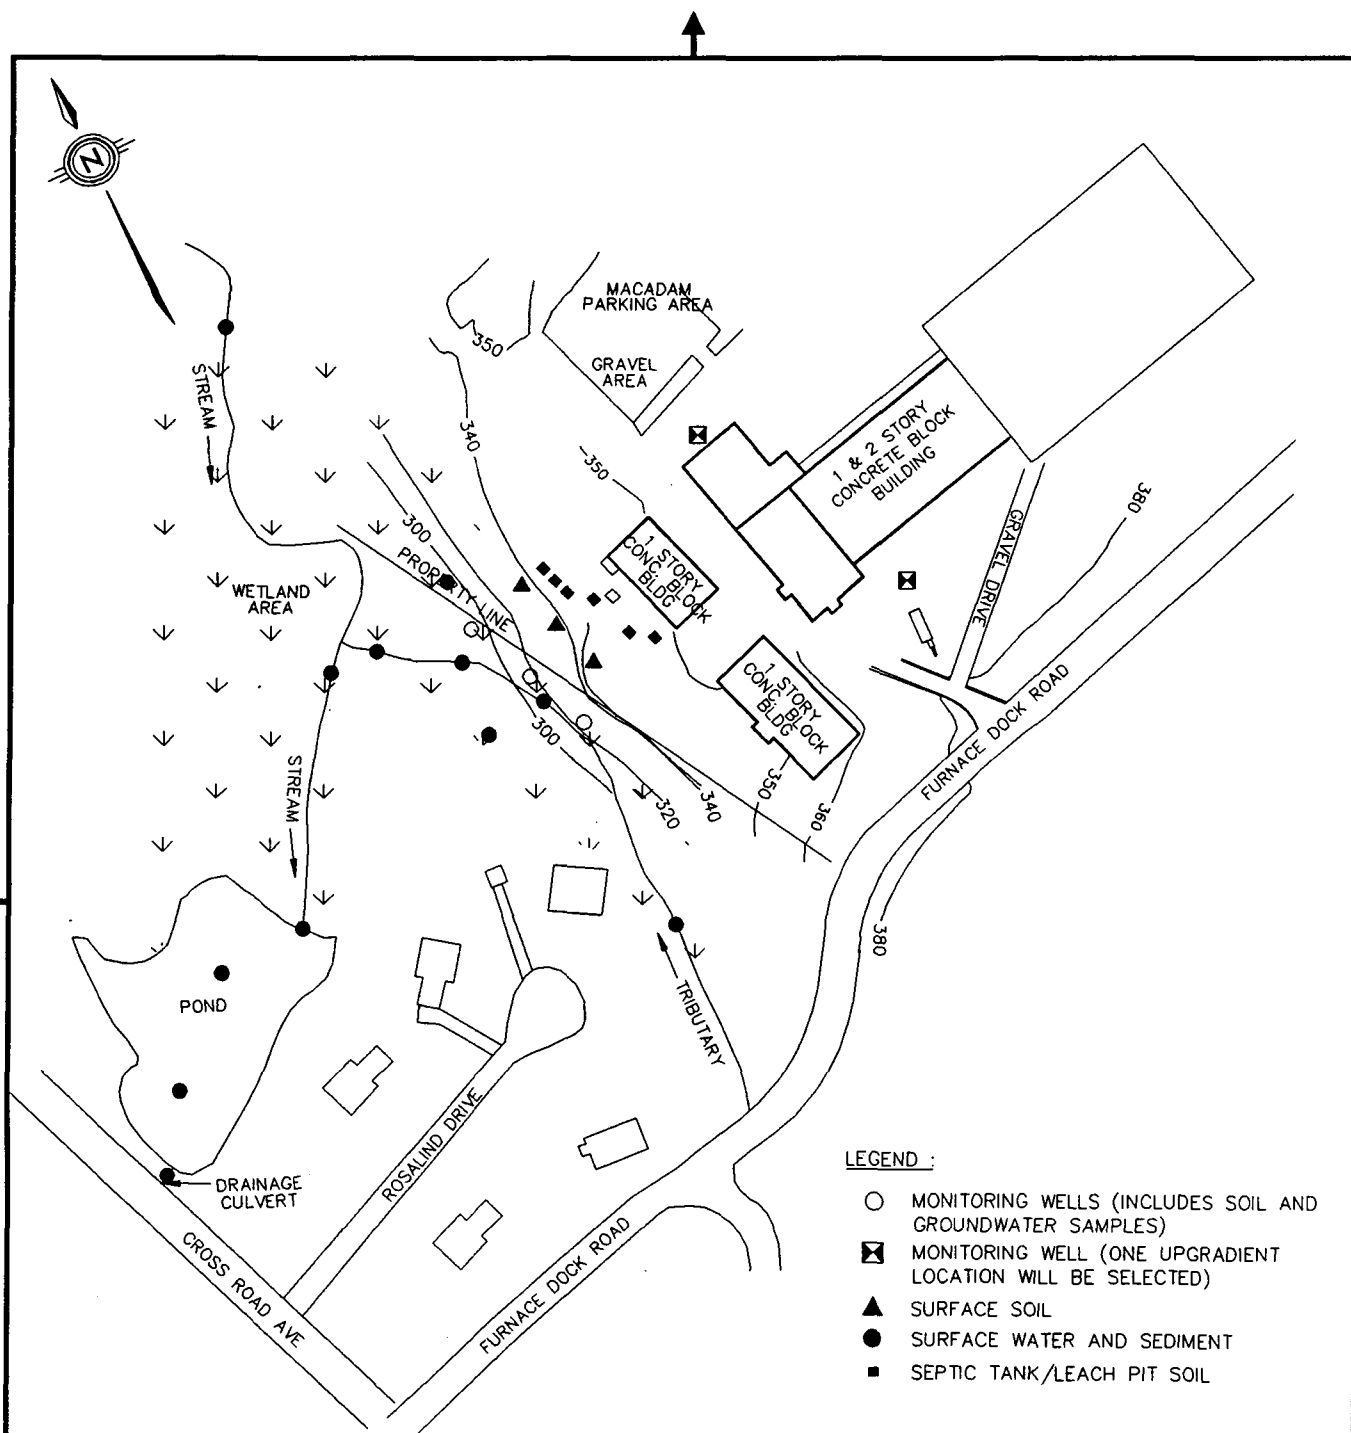 N
MACADAM
PARKING AREA
350
GRAVEL
AREA
STREAM
340
350
1 & 2 STORY
CONCRETE BLOCK
BUILDING
380
GRAVEL DRIVE
300
PROPERTY LINE
1 STORY
CONC. BLOCK
BLDG
WETLAND
AREA
1 STORY
CONC. BLOCK
BLDG
FURNACE DOCK ROAD
300
STREAM
320
340
350
360
380
POND
TRIBUTARY
ROSALIND DRIVE
DRAINAGE
CULVERT
CROSS ROAD AVE
FURNACE DOCK ROAD
LEGEND :
MONITORING WELLS (INCLUDES SOIL AND
GROUNDWATER SAMPLES)
MONITORING WELL (ONE UPGRADIENT
LOCATION WILL BE SELECTED)
SURFACE SOIL
SURFACE WATER AND SEDIMENT
SEPTIC TANK/LEACH PIT SOIL